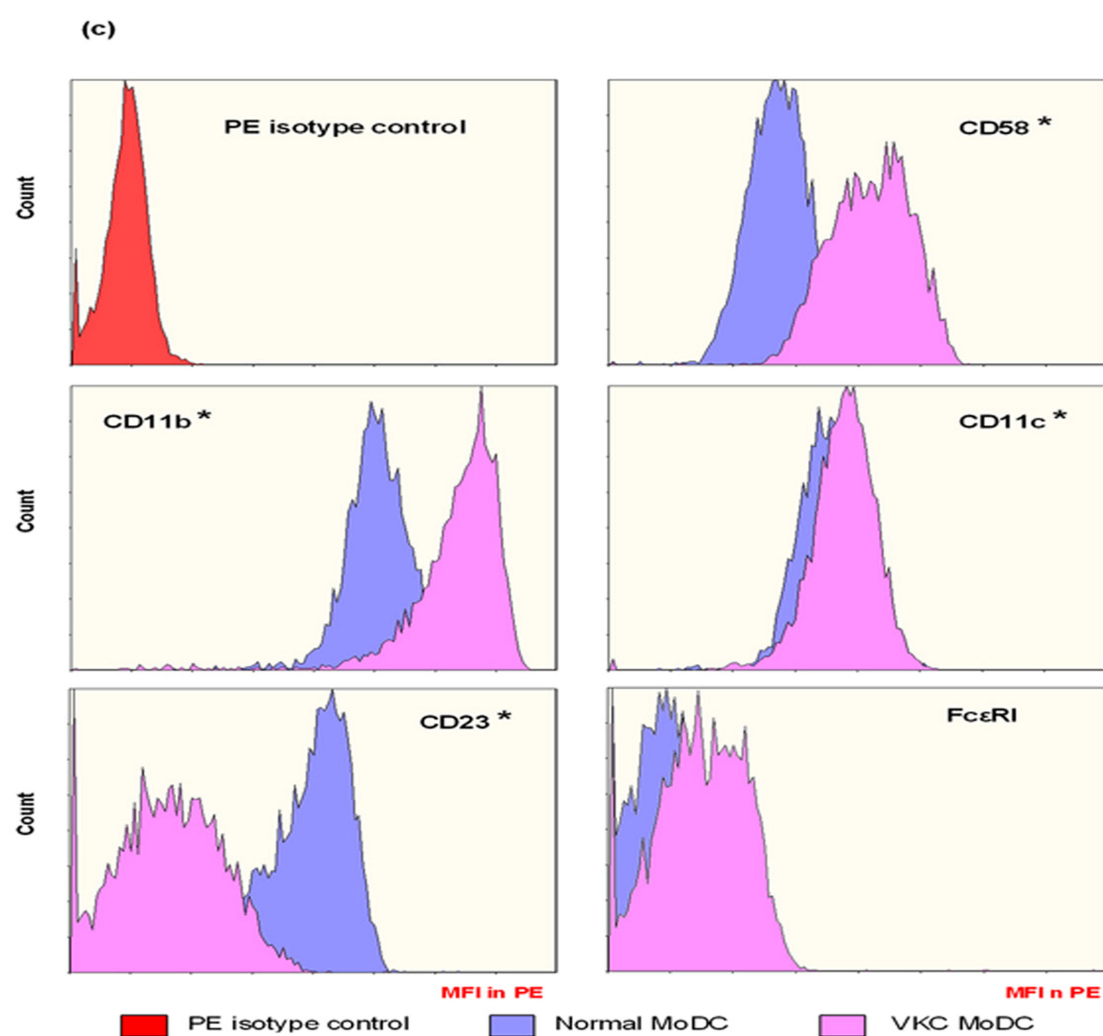 (c)
PE isotype control
CD58 *
Count
CD11b *
CD11c *
Count
CD23 *
FcεRI
Count
MFI in PE
MFI n PE
PE isotype control
Normal MoDC
VKC MoDC